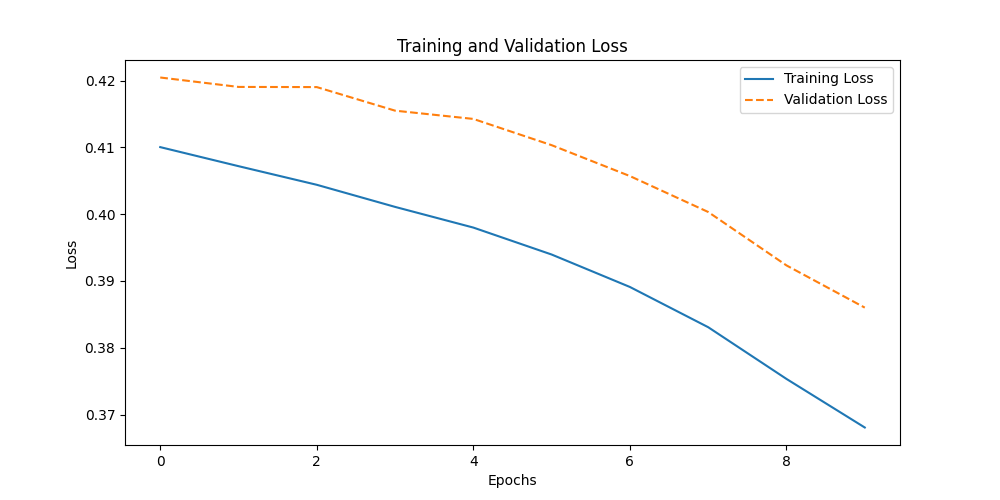 Training and Validation Loss
Training Loss
Validation Loss
0.42
0.41
0.40
0.39
0.38
0.37
Loss
0 2 4 6 8
Epochs